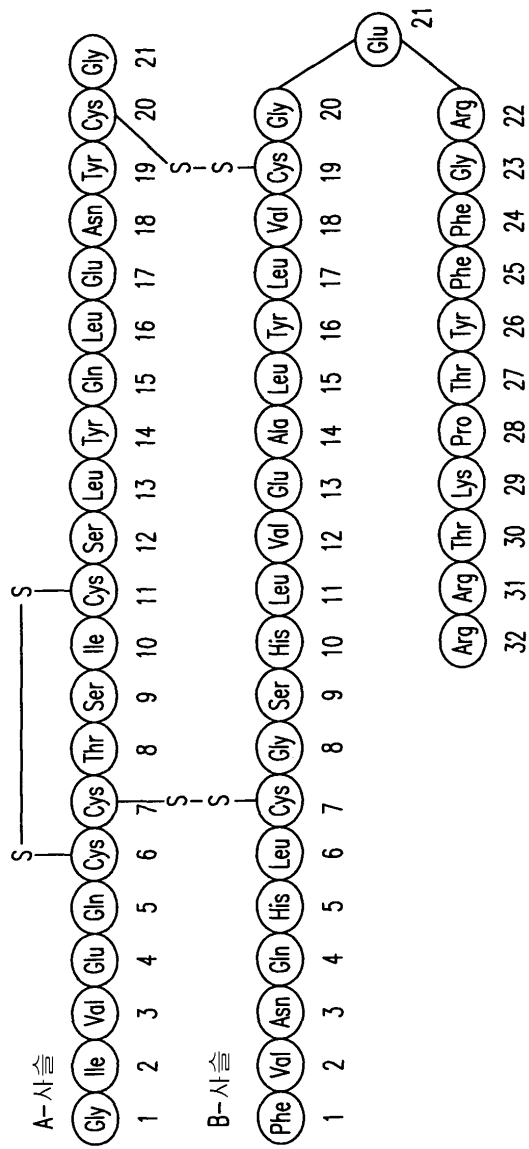 A-사슬
S S
Gly Ile Val Glu Gln Cys Cys Thr Ser Ile Cys Ser Leu Tyr Gln Leu Glu Asn Tyr Cys Gly
1 2 3 4 5 6 7 8 9 10 11 12 13 14 15 16 17 18 19 20 21
S S
S S
B-사슬
Phe Val Asn Gln His Leu Cys Gly Ser His Leu Val Glu Ala Leu Tyr Leu Val Cys Gly
1 2 3 4 5 6 7 8 9 10 11 12 13 14 15 16 17 18 19 20
Glu
21
Arg Arg Thr Lys Pro Thr Tyr Phe Phe Gly Arg
32 31 30 29 28 27 26 25 24 23 22